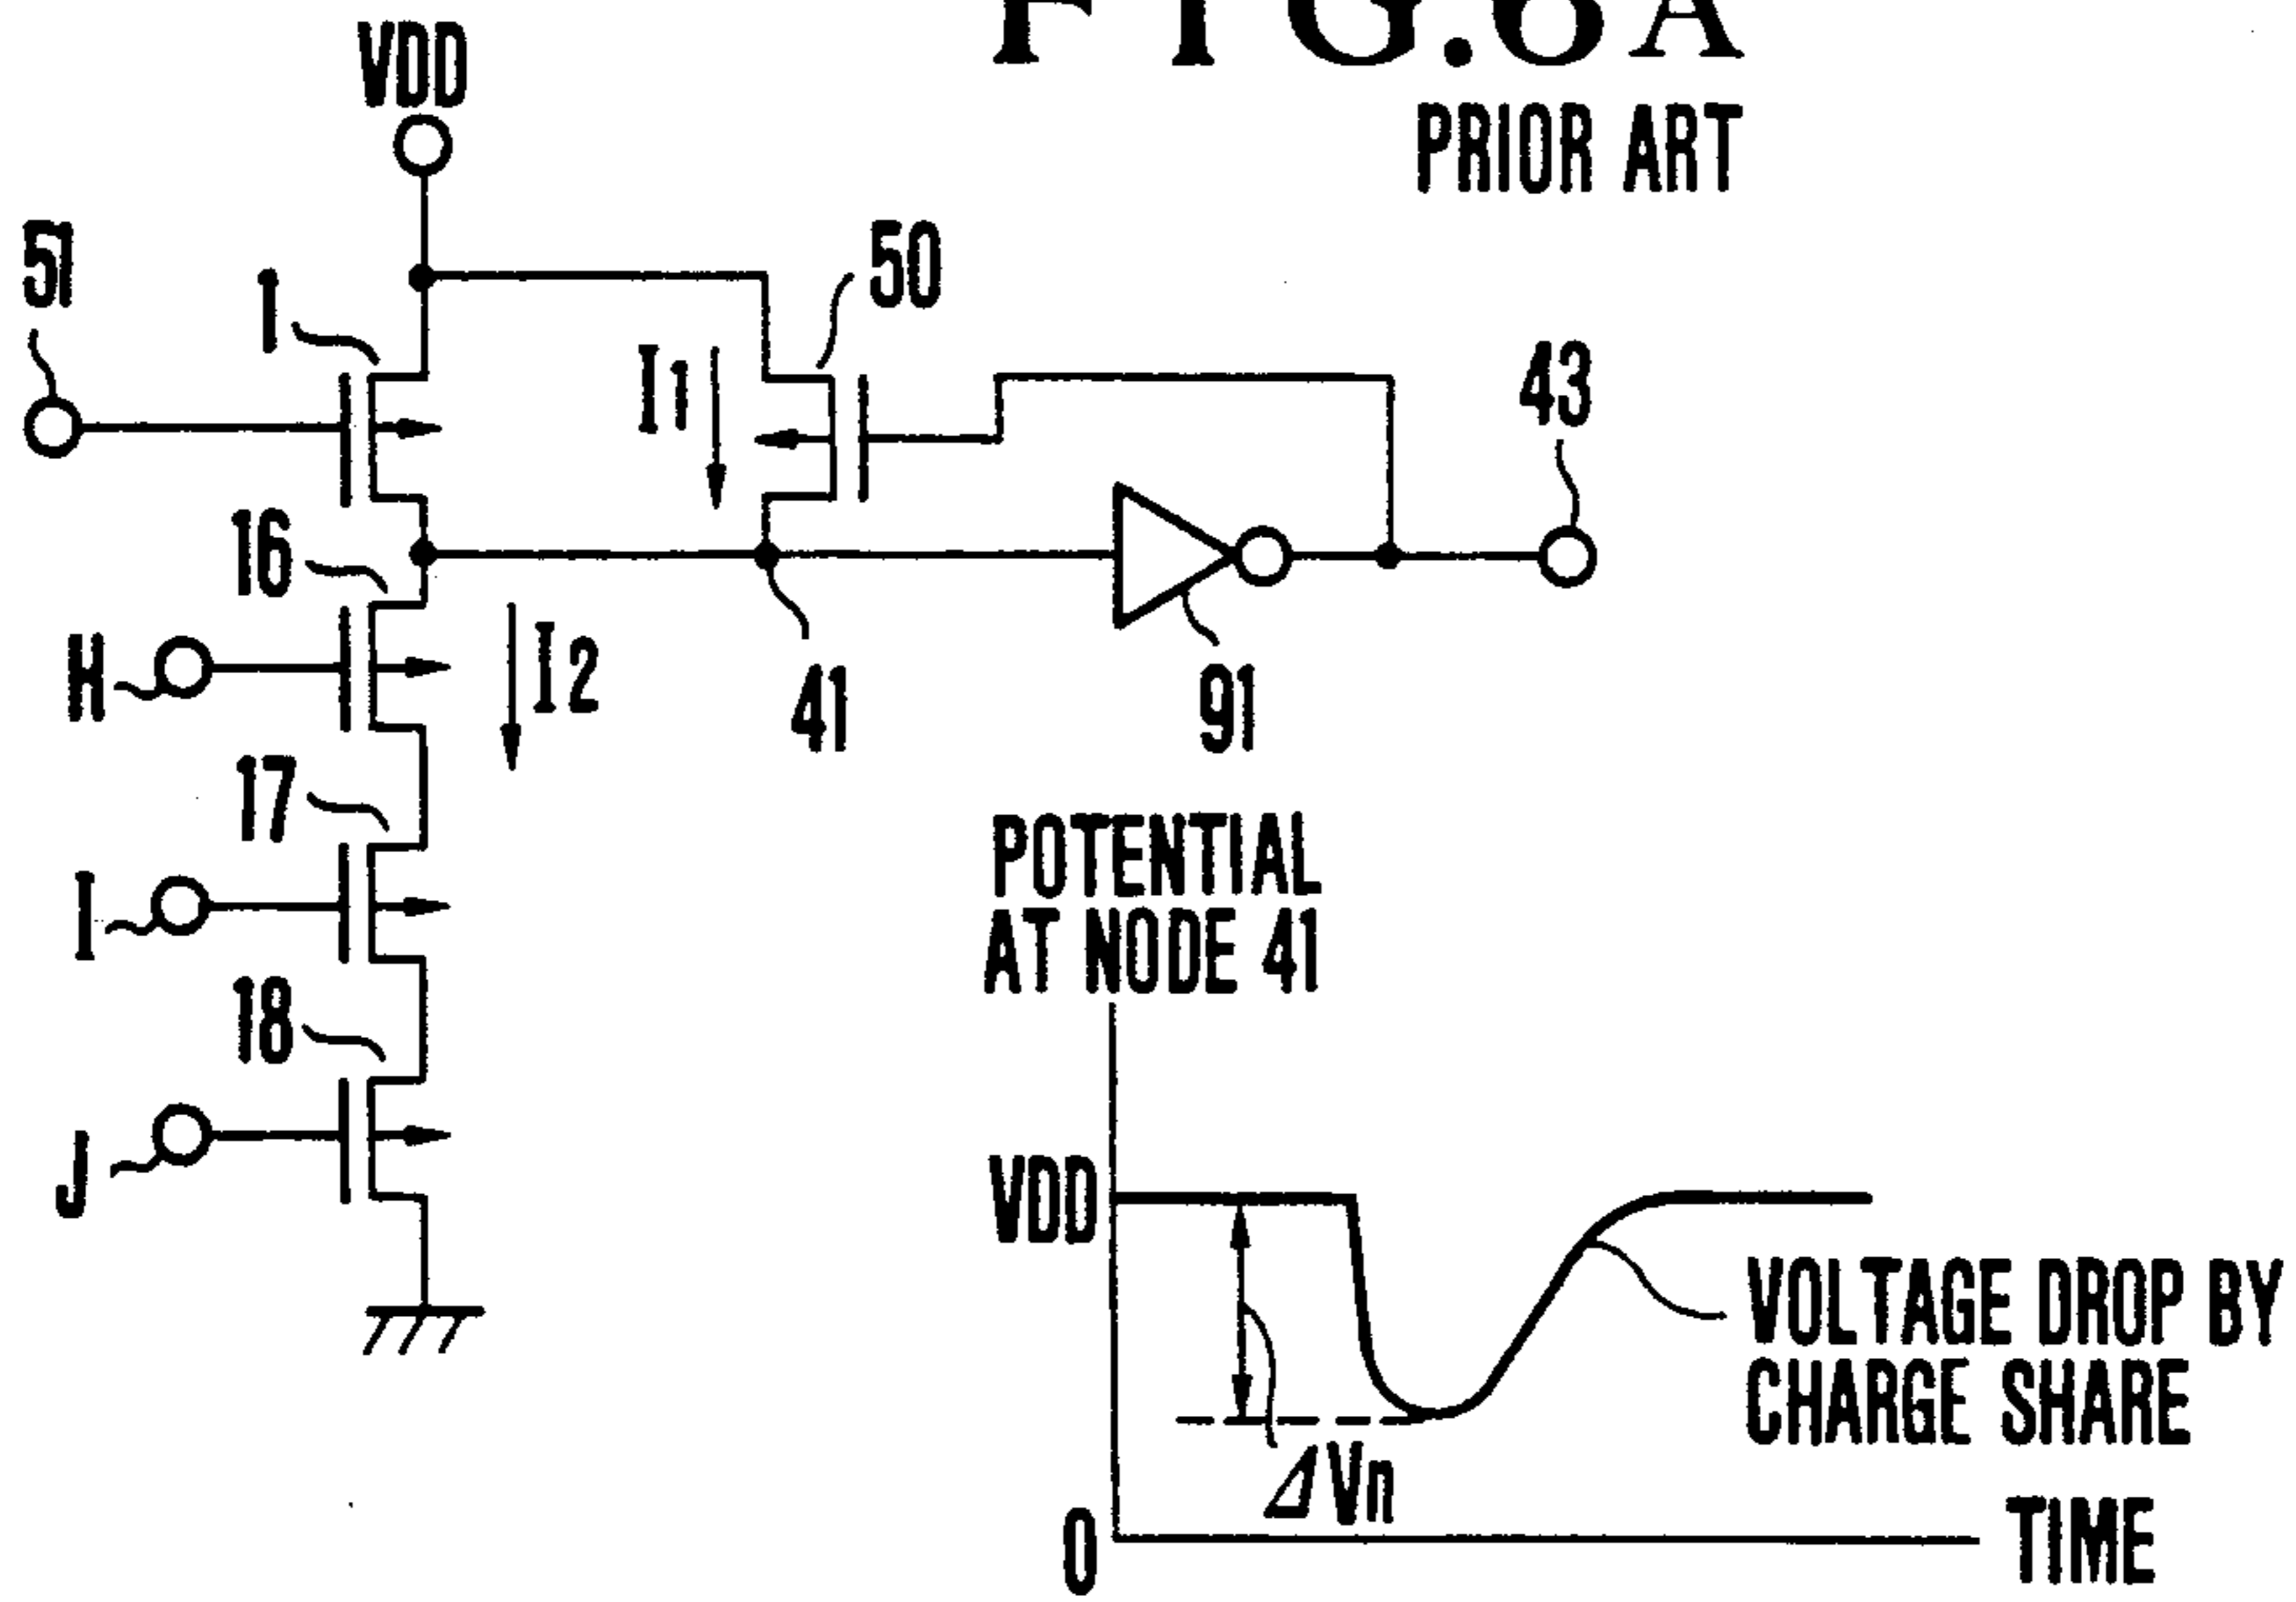 FIG.6A
PRIOR ART
VDD
51
1
50
I1
43
16
H
I2
41
91
17
I
18
J
POTENTIAL
AT NODE 41
VDD
VOLTAGE DROP BY
CHARGE SHARE
ΔVn
0
TIME